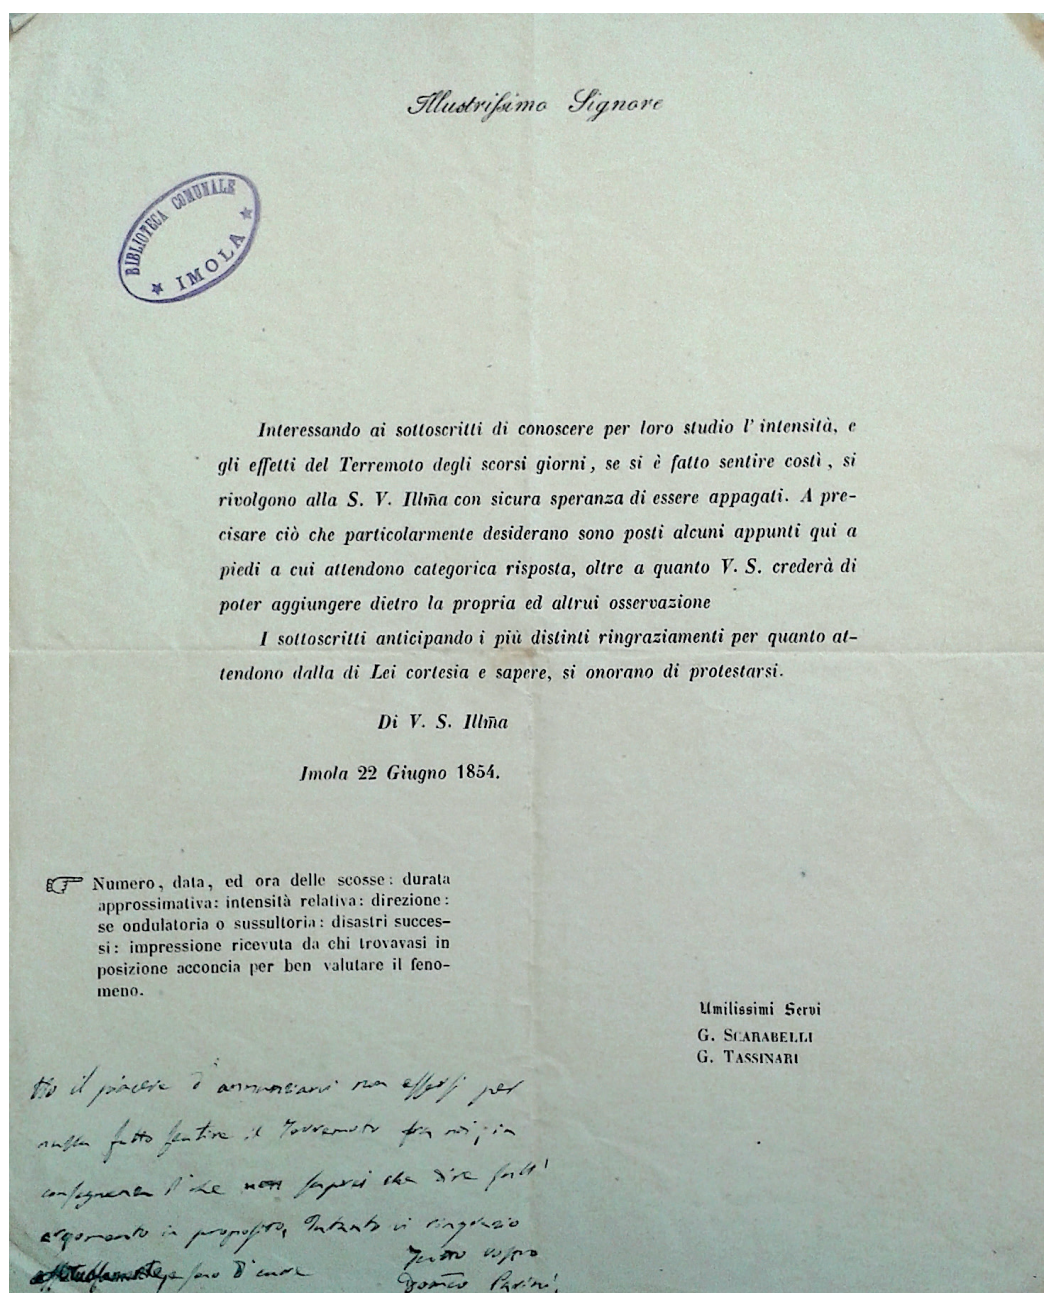 Illustrissimo Signore
BIBLIOTECA COMUNALE
IMOLA
Interessando ai sottoscritti di conoscere per loro studio l' intensità, e
gli effetti del Terremoto degli scorsi giorni, se si è fatto sentire costì, si
rivolgono alla S. V. Illm̃a con sicura speranza di essere appagati. A pre-
cisare ciò che particolarmente desiderano sono posti alcuni appunti qui a
piedi a cui attendono categorica risposta, oltre a quanto V. S. crederà di
poter aggiungere dietro la propria ed altrui osservazione
I sottoscritti anticipando i più distinti ringraziamenti per quanto at-
tendono dalla di Lei cortesia e sapere, si onorano di protestarsi.
Di V. S. Illm̃a
Imola 22 Giugno 1854.
☞ Numero, data, ed ora delle scosse: durata
approssimativa: intensità relativa: direzione:
se ondulatoria o sussultoria: disastri succes-
si: impressione ricevuta da chi trovavasi in
posizione acconcia per ben valutare il feno-
meno.
Umilissimi Servi
G. SCARABELLI
G. TASSINARI
Ho il piacere d'annunziarvi non essersi per
nulla fatto sentire il Terremoto fra noi, in
conseguenza che non saprei che dire sull'
argomento in proposito. Intanto vi ringrazio
sono d'
Tutto vostro
Parini